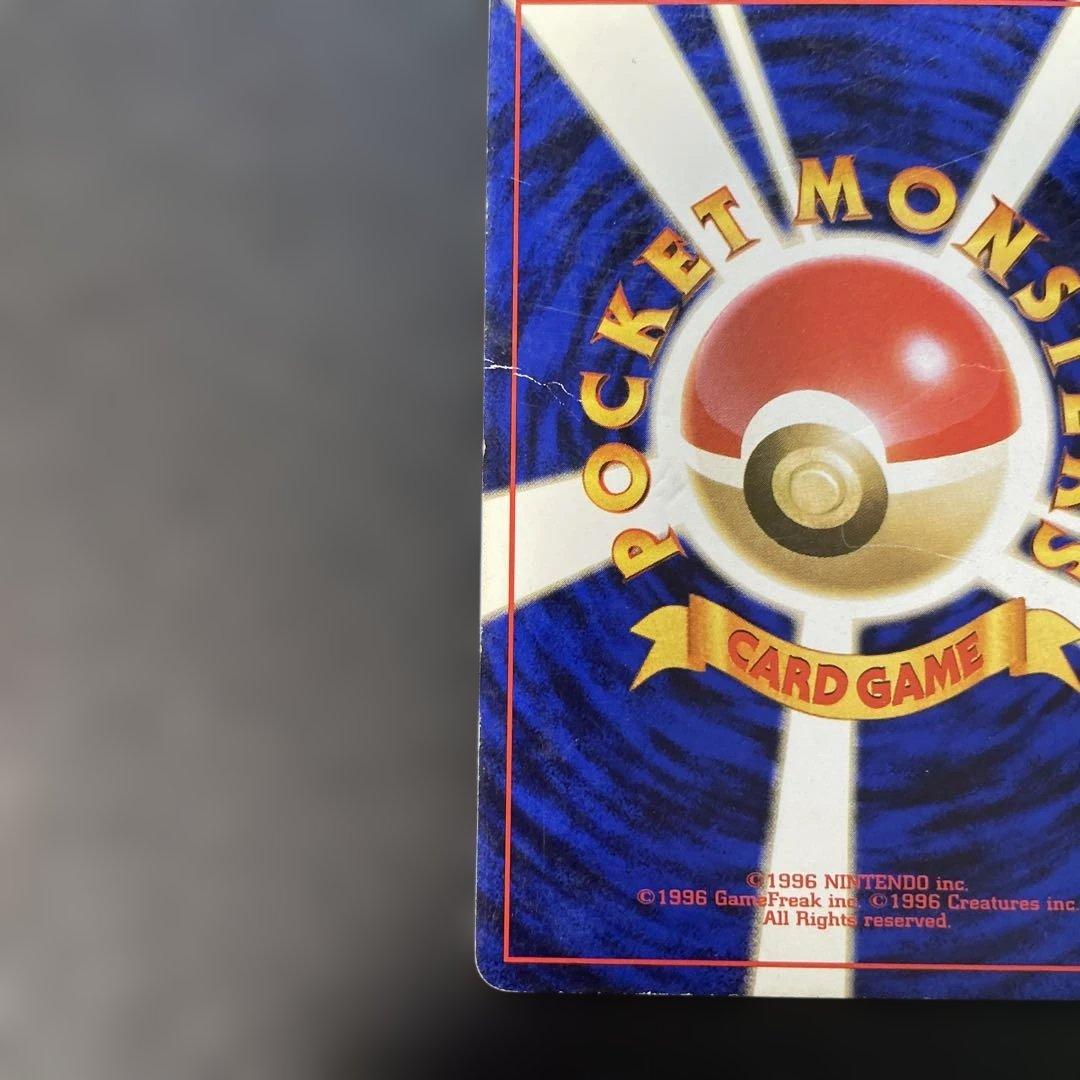 POCKET MONSTERS
CARD GAME
©1996 NINTENDO inc.
©1996 GameFreak inc. ©1996 Creatures inc.
All Rights reserved.